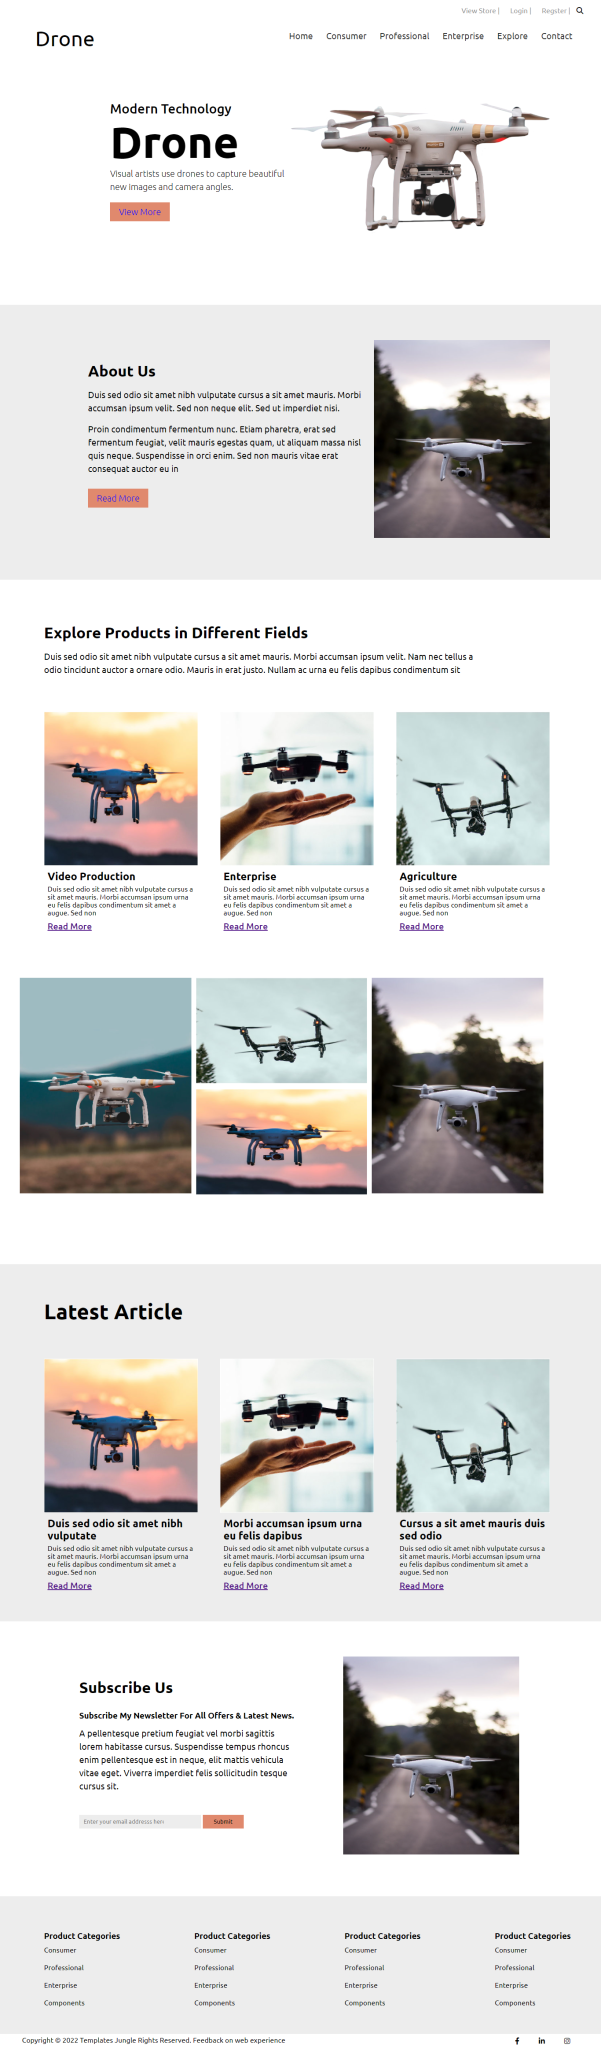 View Store |
Login |
Regster |
Drone
Home
Consumer
Professional
Enterprise
Explore
Contact
Modern Technology
Drone
Visual artists use drones to capture beautiful
new images and camera angles.
View More
About Us
Duis sed odio sit amet nibh vulputate cursus a sit amet mauris. Morbi
accumsan ipsum velit. Sed non neque elit. Sed ut imperdiet nisi.
Proin condimentum fermentum nunc. Etiam pharetra, erat sed
fermentum feugiat, velit mauris egestas quam, ut aliquam massa nisl
quis neque. Suspendisse in orci enim. Sed non mauris vitae erat
consequat auctor eu in
Read More
Explore Products in Different Fields
Duis sed odio sit amet nibh vulputate cursus a sit amet mauris. Morbi accumsan ipsum velit. Nam nec tellus a
odio tincidunt auctor a ornare odio. Mauris in erat justo. Nullam ac urna eu felis dapibus condimentum sit
Video Production
Duis sed odio sit amet nibh vulputate cursus a
sit amet mauris. Morbi accumsan ipsum urna
eu felis dapibus condimentum sit amet a
augue. Sed non
Read More
Enterprise
Duis sed odio sit amet nibh vulputate cursus a
sit amet mauris. Morbi accumsan ipsum urna
eu felis dapibus condimentum sit amet a
augue. Sed non
Read More
Agriculture
Duis sed odio sit amet nibh vulputate cursus a
sit amet mauris. Morbi accumsan ipsum urna
eu felis dapibus condimentum sit amet a
augue. Sed non
Read More
Latest Article
Duis sed odio sit amet nibh
vulputate
Duis sed odio sit amet nibh vulputate cursus a
sit amet mauris. Morbi accumsan ipsum urna
eu felis dapibus condimentum sit amet a
augue. Sed non
Read More
Morbi accumsan ipsum urna
eu felis dapibus
Duis sed odio sit amet nibh vulputate cursus a
sit amet mauris. Morbi accumsan ipsum urna
eu felis dapibus condimentum sit amet a
augue. Sed non
Read More
Cursus a sit amet mauris duis
sed odio
Duis sed odio sit amet nibh vulputate cursus a
sit amet mauris. Morbi accumsan ipsum urna
eu felis dapibus condimentum sit amet a
augue. Sed non
Read More
Subscribe Us
Subscribe My Newsletter For All Offers & Latest News.
A pellentesque pretium feugiat vel morbi sagittis
lorem habitasse cursus. Suspendisse tempus rhoncus
enim pellentesque est in neque, elit mattis vehicula
vitae eget. Viverra imperdiet felis sollicitudin tesque
cursus sit.
Enter your email addresss herr
Submit
Product Categories
Consumer
Professional
Enterprise
Components
Product Categories
Consumer
Professional
Enterprise
Components
Product Categories
Consumer
Professional
Enterprise
Components
Product Categories
Consumer
Professional
Enterprise
Components
Copyright © 2022 Templates Jungle Rights Reserved. Feedback on web experience